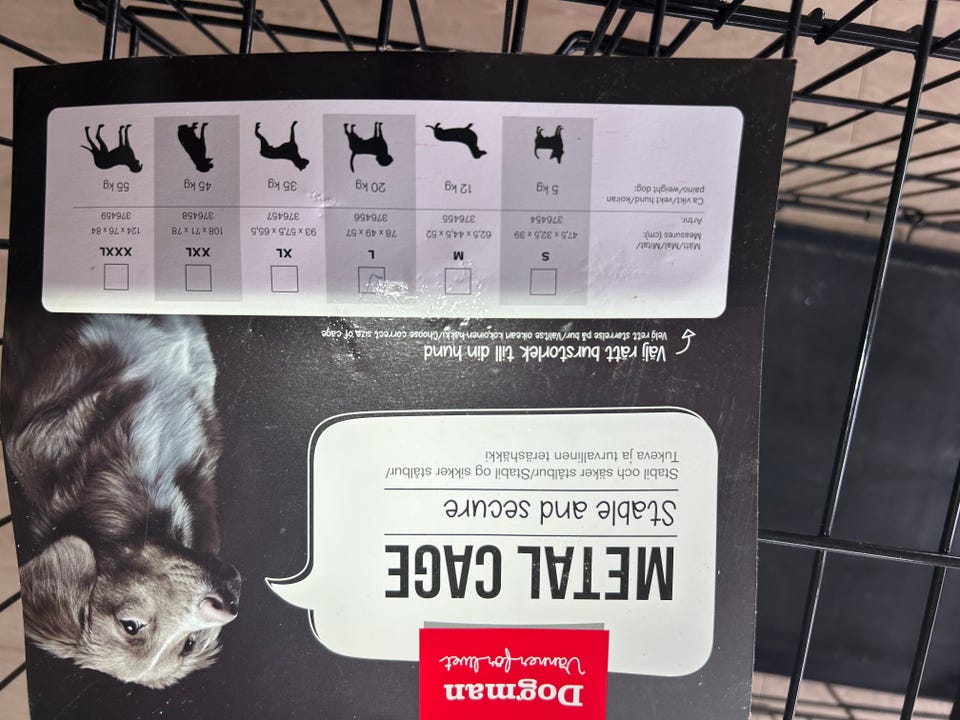 Dogman
Vänner för livet
METAL CAGE
Stable and secure
Stabil och säker stålbur/Stabil og sikker stålbur/
Tukeva ja turvallinen teräshäkki
Välj rätt burstorlek till din hund
Velg rett størrelse på bur/Valitse oikean kokoinen häkki/Choose correct size of cage
S M L XL XXL XXXL
Mått/Mål/Mitat/
Measures (cm): 47,5 x 32,5 x 39 62,5 x 44,5 x 52 78 x 49 x 57 93 x 57,5 x 65,5 108 x 71 x 78 124 x 76 x 84
Artnr. 376454 376455 376456 376457 376458 376459
Ca vikt/vekt hund/koiran
paino/weight dog: 5 kg 12 kg 20 kg 35 kg 45 kg 55 kg